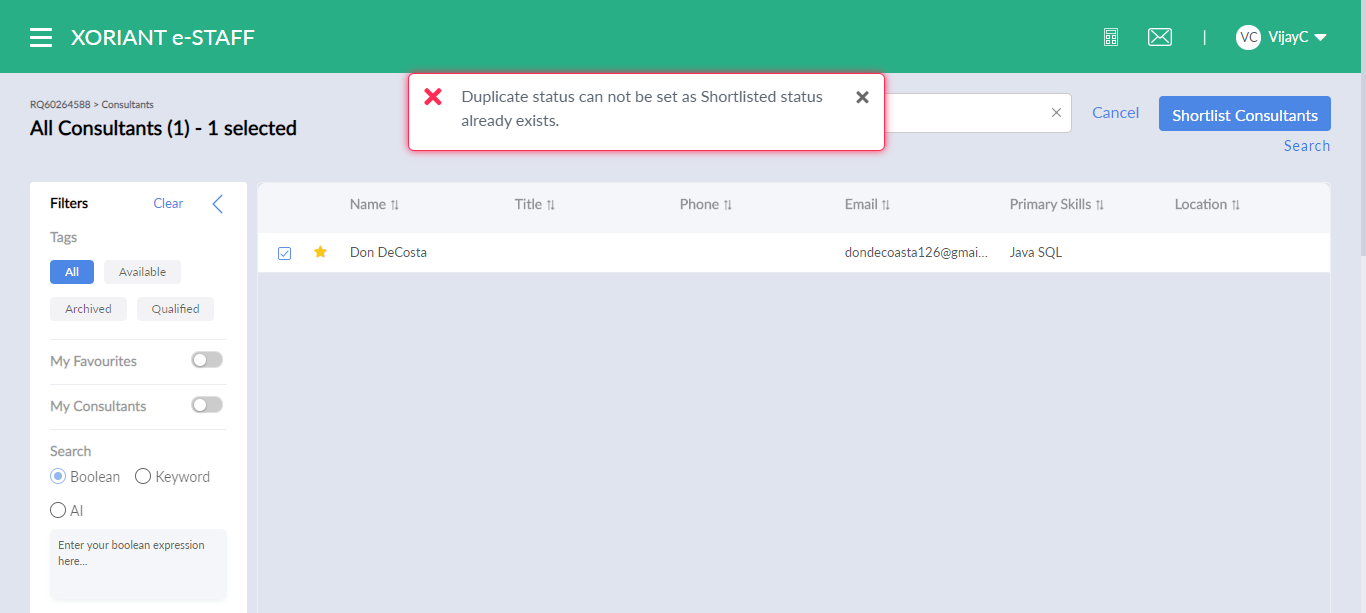 XORIANT e-STAFF
|
VC
VijayC
RQ60264588 > Consultants
All Consultants (1) - 1 selected
Duplicate status can not be set as Shortlisted status
already exists.
Cancel
Shortlist Consultants
Search
Filters
Clear
Tags
All
Available
Archived
Qualified
My Favourites
My Consultants
Search
Boolean
Keyword
AI
Enter your boolean expression
here...
Name
Title
Phone
Email
Primary Skills
Location
Don DeCosta
dondecoasta126@gmai...
Java SQL